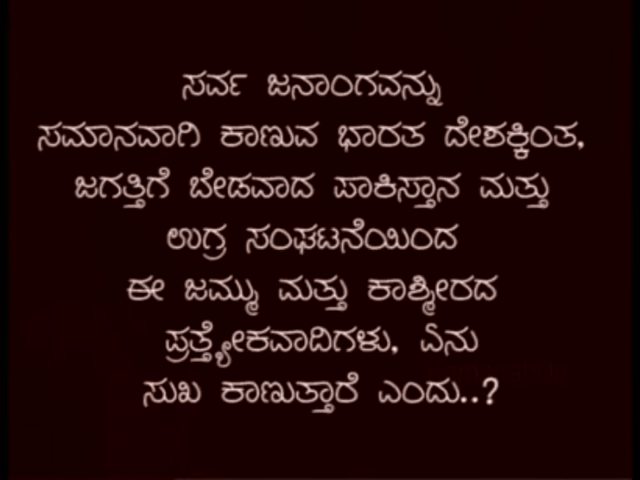 ಸರ್ವ ಜನಾಂಗವನ್ನು
ಸಮಾನವಾಗಿ ಕಾಣುವ ಭಾರತ ದೇಶಕ್ಕಿಂತ,
ಜಗತ್ತಿಗೆ ಬೇಡವಾದ ಪಾಕಿಸ್ತಾನ ಮತ್ತು
ಉಗ್ರ ಸಂಘಟನೆಯಿಂದ
ಈ ಜಮ್ಮು ಮತ್ತು ಕಾಶ್ಮೀರದ
ಪ್ರತ್ಯೇಕವಾದಿಗಳು, ಏನು
ಸುಖ ಕಾಣುತ್ತಾರೆ ಎಂದು..?